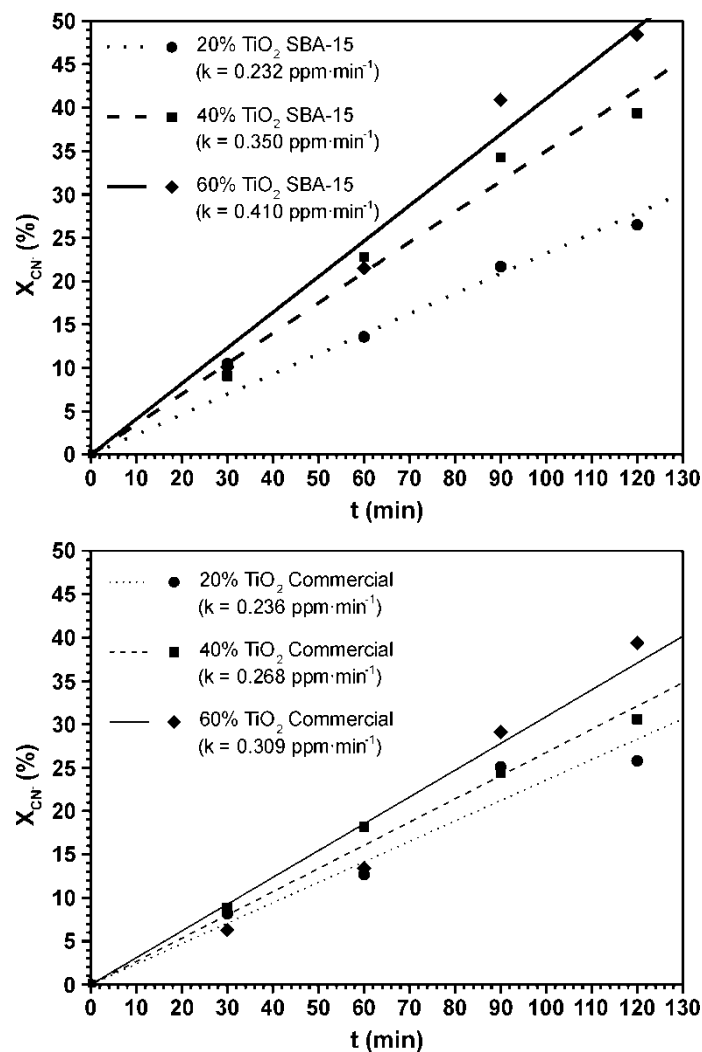 50
45
40
35
30
25
20
15
10
5
0
X_CN⁻ (%)
20% TiO₂ SBA-15
(k = 0.232 ppm·min⁻¹)
40% TiO₂ SBA-15
(k = 0.350 ppm·min⁻¹)
60% TiO₂ SBA-15
(k = 0.410 ppm·min⁻¹)
0 10 20 30 40 50 60 70 80 90 100 110 120 130
t (min)
50
45
40
35
30
25
20
15
10
5
0
X_CN⁻ (%)
20% TiO₂ Commercial
(k = 0.236 ppm·min⁻¹)
40% TiO₂ Commercial
(k = 0.268 ppm·min⁻¹)
60% TiO₂ Commercial
(k = 0.309 ppm·min⁻¹)
0 10 20 30 40 50 60 70 80 90 100 110 120 130
t (min)